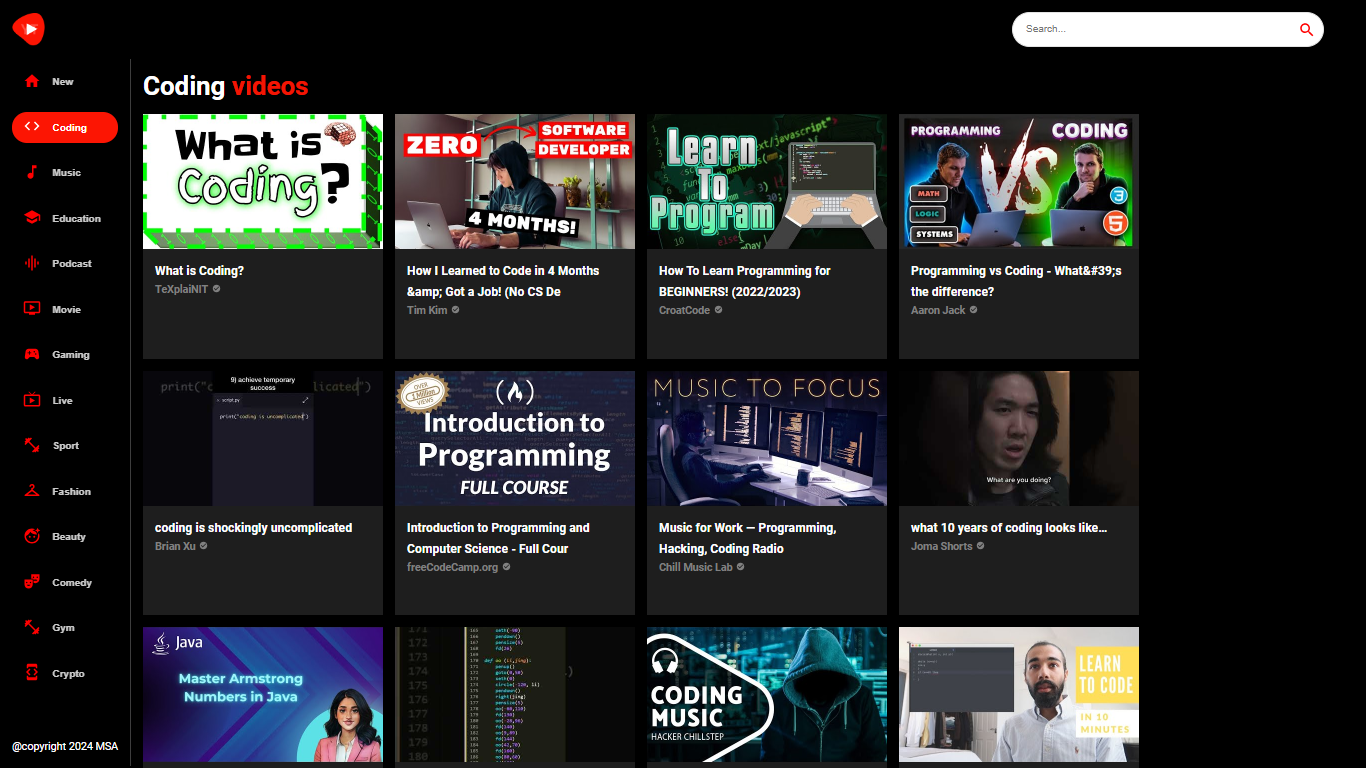 Search...
New
Coding
Music
Education
Podcast
Movie
Gaming
Live
Sport
Fashion
Beauty
Comedy
Gym
Crypto
@copyright 2024 MSA
Coding videos
What is
Coding?
What is Coding?
TeXplaiNIT
ZERO
SOFTWARE
DEVELOPER
4 MONTHS!
How I Learned to Code in 4 Months
&amp; Got a Job! (No CS De
Tim Kim
Learn
To
Program
How To Learn Programming for
BEGINNERS! (2022/2023)
CroatCode
PROGRAMMING
VS
CODING
MATH
LOGIC
SYSTEMS
3
5
Programming vs Coding - What&#39;s
the difference?
Aaron Jack
9) achieve temporary
success
script.py
print("coding is uncomplicated")
coding is shockingly uncomplicated
Brian Xu
OVER
1 Million
VIEWS
Introduction to
Programming
FULL COURSE
Introduction to Programming and
Computer Science - Full Cour
freeCodeCamp.org
MUSIC TO FOCUS
Music for Work — Programming,
Hacking, Coding Radio
Chill Music Lab
What are you doing?
what 10 years of coding looks like…
Joma Shorts
Java
Master Armstrong
Numbers in Java
CODING
MUSIC
HACKER CHILLSTEP
LEARN
TO CODE
IN 10
MINUTES